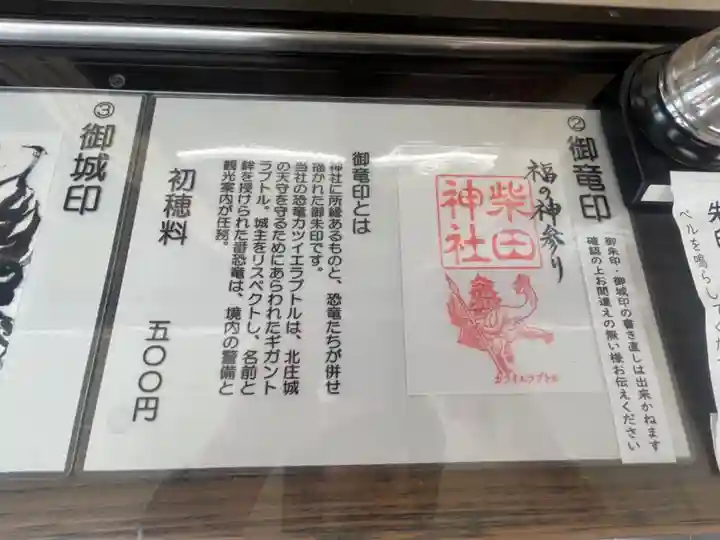 ②御竜印
御朱印・御城印の書き直しは出来かねます
確認の上お間違えの無い様お伝えください
福の神参り
柴田
神社
カツイエラプトル
御竜印とは
神社に所縁あるものと、恐竜たちが併せ
描かれた御朱印です。
当社の恐竜カツイエラプトルは、北庄城
の天守を守るためにあらわれたギガント
ラプトル。城主をリスペクトし、名前と
鉾を授けられた番恐竜は、境内の警備と
観光案内が任務。
初穂料 五〇〇円
③御城印
ベルを鳴らして